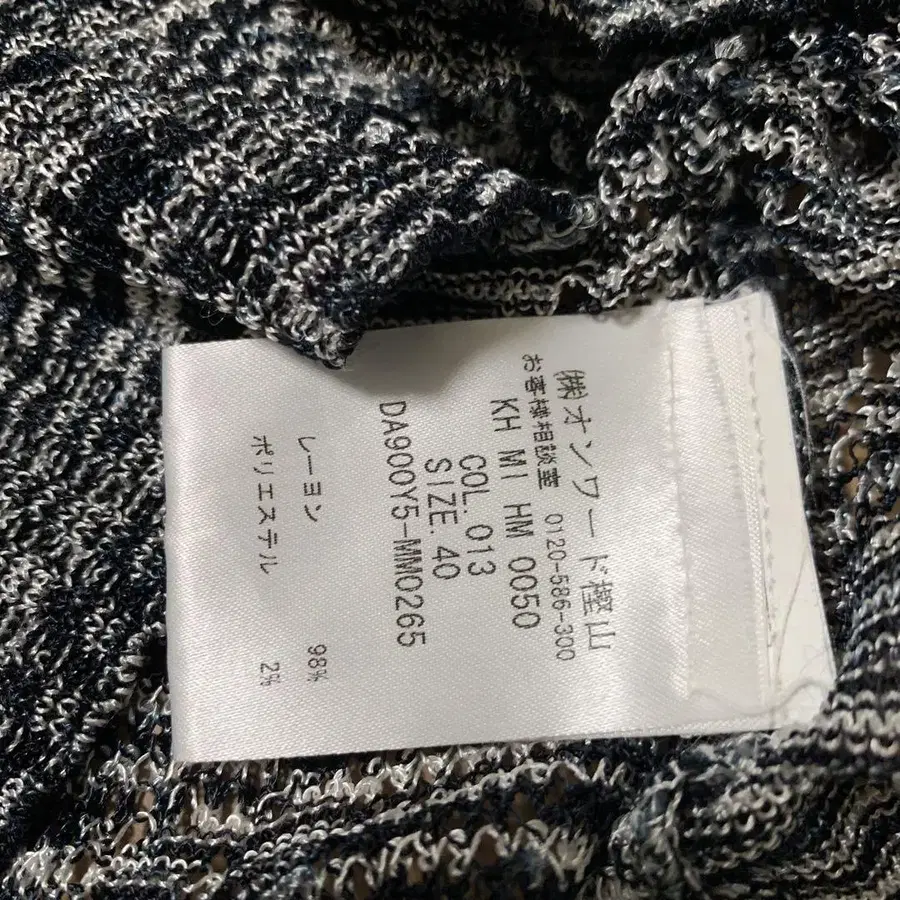 ㈱オンワード樫山
お客様相談室 0120-586-300
KH MI HM 0050
COL. 013
SIZE. 40
DA900Y5-MM0265
レーヨン 98%
ポリエステル 2%